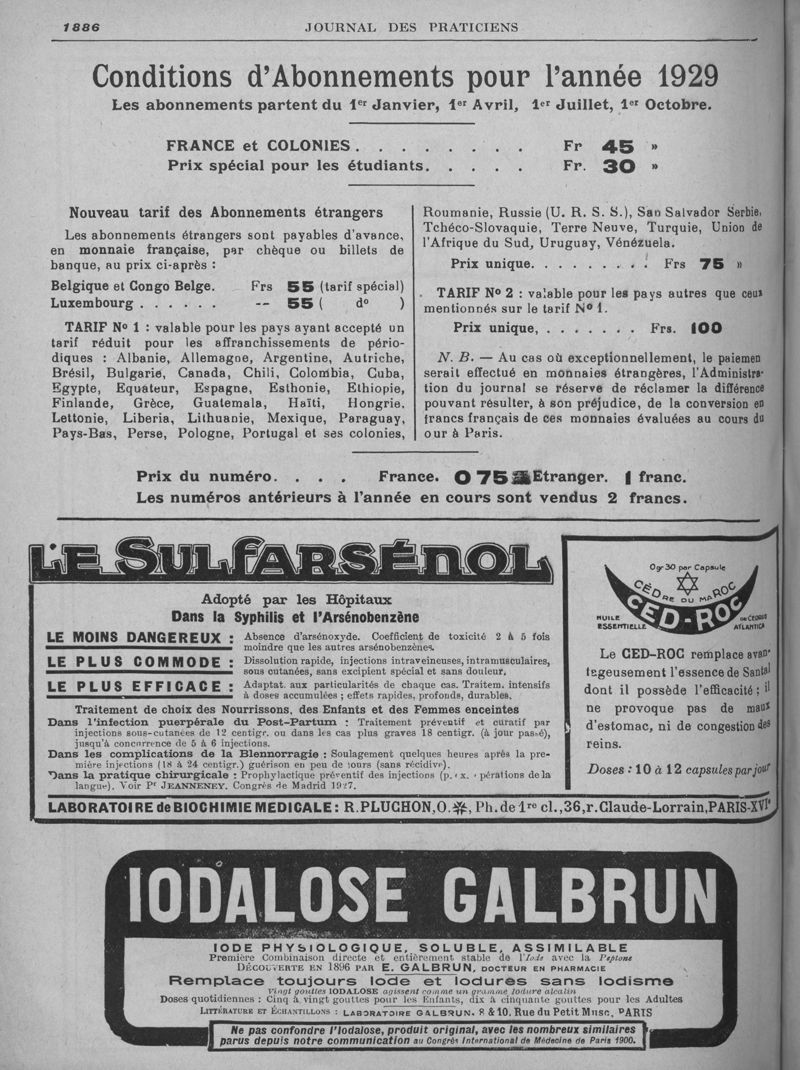 1886
JOURNAL DES PRATICIENS
Conditions d'Abonnements pour l'année 1929
Les abonnements partent du 1er Janvier, 1er Avril, 1er Juillet, 1er Octobre.
FRANCE et COLONIES . . . . . . . . Fr 45 »
Prix spécial pour les étudiants. . . . . Fr. 30 »
Nouveau tarif des Abonnements étrangers
Les abonnements étrangers sont payables d'avance,
en monnaie française, par chèque ou billets de
banque, au prix ci-après :
Belgique et Congo Belge. Frs 55 (tarif spécial)
Luxembourg . . . . . . -- 55 ( do )
TARIF No 1 : valable pour les pays ayant accepté un
tarif réduit pour les affranchissements de pério-
diques : Albanie, Allemagne, Argentine, Autriche,
Brésil, Bulgarie, Canada, Chili, Colombia, Cuba,
Egypte, Equateur, Espagne, Esthonie, Ethiopie,
Finlande, Grèce, Guatemala, Haïti, Hongrie,
Lettonie, Liberia, Lithuanie, Mexique, Paraguay,
Pays-Bas, Perse, Pologne, Portugal et ses colonies,
Roumanie, Russie (U. R. S. S.), San Salvador Serbie,
Tchéco-Slovaquie, Terre Neuve, Turquie, Union de
l'Afrique du Sud, Uruguay, Vénézuela.
Prix unique. . . . . . . . . Frs 75 »
TARIF No 2 : valable pour les pays autres que ceux
mentionnés sur le tarif No 1.
Prix unique, . . . . . . . Frs. 100
N. B. — Au cas où exceptionnellement, le paiemen
serait effectué en monnaies étrangères, l'Administra-
tion du journal se réserve de réclamer la différence
pouvant résulter, à son préjudice, de la conversion en
francs français de ces monnaies évaluées au cours du
our à Paris.
Prix du numéro. . . . France. 0 75 Etranger. 1 franc.
Les numéros antérieurs à l'année en cours sont vendus 2 francs.
LE SULFARSÉNOL
Adopté par les Hôpitaux
Dans la Syphilis et l'Arsénobenzène
LE MOINS DANGEREUX : Absence d'arsénoxyde. Coefficient de toxicité 2 à 5 fois
moindre que les autres arsénobenzènes.
LE PLUS COMMODE : Dissolution rapide, injections intraveineuses, intramusculaires,
sous cutanées, sans excipient spécial et sans douleur.
LE PLUS EFFICACE : Adaptat. aux particularités de chaque cas. Traitem. intensifs
à doses accumulées ; effets rapides, profonds, durables.
Traitement de choix des Nourrissons, des Enfants et des Femmes enceintes
Dans l'infection puerpérale du Post-Partum : Traitement préventif et curatif par
injections sous-cutanées de 12 centigr. ou dans les cas plus graves 18 centigr. (à jour passé),
jusqu'à concurrence de 5 à 6 injections.
Dans les complications de la Blennorragie : Soulagement quelques heures après la pre-
mière injections (18 à 24 centigr.) guérison en peu de jours (sans récidive).
Dans la pratique chirurgicale : Prophylactique préventif des injections (p. x. pérations de la
langue). Voir Pr JEANNENEY. Congrès de Madrid 1927.
0gr30 par Capsule
CÈDRE DU MAROC
CED-ROC
HUILE ESSENTIELLE
DE CEDRUS ATLANTICA
Le CED-ROC remplace avan-
tageusement l'essence de Santal
dont il possède l'efficacité ; il
ne provoque pas de maux
d'estomac, ni de congestion des
reins.
Doses : 10 à 12 capsules par jour
LABORATOIRE de BIOCHIMIE MEDICALE : R. PLUCHON, O. ✻, Ph. de 1re cl., 36, r. Claude-Lorrain, PARIS-XVIe
IODALOSE GALBRUN
IODE PHYSIOLOGIQUE, SOLUBLE, ASSIMILABLE
Première Combinaison directe et entièrement stable de l'Iode avec la Peptone
DÉCOUVERTE EN 1896 PAR E. GALBRUN, DOCTEUR EN PHARMACIE
Remplace toujours Iode et Iodures sans Iodisme
Vingt gouttes IODALOSE agissent comme un gramme Iodure alcalin
Doses quotidiennes : Cinq à vingt gouttes pour les Enfants, dix à cinquante gouttes pour les Adultes
LITTÉRATURE ET ÉCHANTILLONS : LABORATOIRE GALBRUN, 8 & 10, Rue du Petit Musc, PARIS
Ne pas confondre l'Iodalose, produit original, avec les nombreux similaires
parus depuis notre communication au Congrès International de Médecine de Paris 1900.